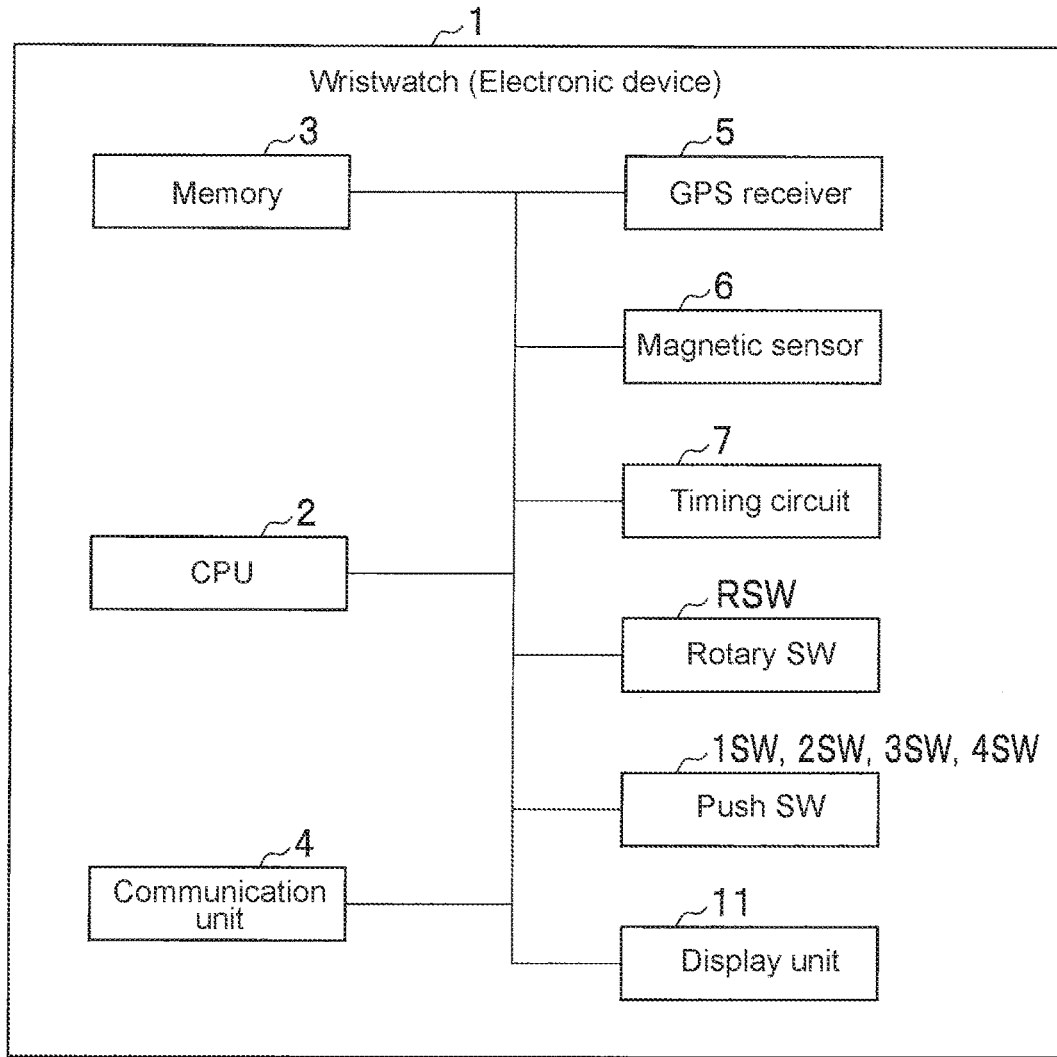 1
Wristwatch (Electronic device)
3
Memory
5
GPS receiver
6
Magnetic sensor
7
Timing circuit
2
CPU
RSW
Rotary SW
1SW, 2SW, 3SW, 4SW
Push SW
4
Communication
unit
11
Display unit